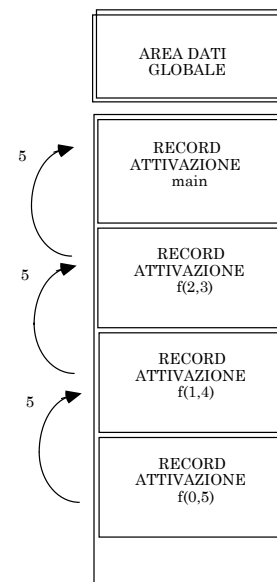 AREA DATI
GLOBALE
5
RECORD
ATTIVAZIONE
main
5
RECORD
ATTIVAZIONE
f(2,3)
5
RECORD
ATTIVAZIONE
f(1,4)
RECORD
ATTIVAZIONE
f(0,5)